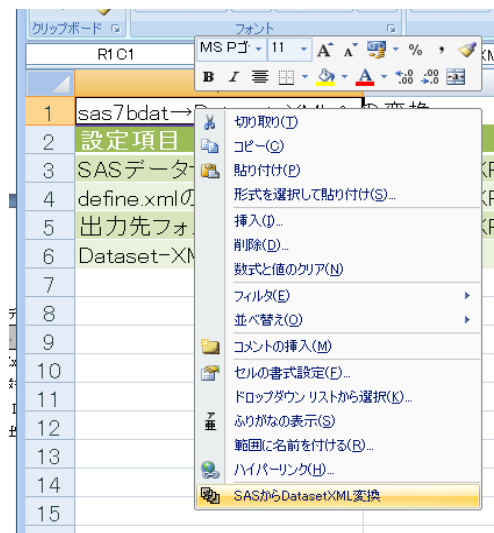 クリップボード
フォント
R1C1
MS Pゴ 11 A A % ,
B I A .00 .00
1 sas7bdat→Dataset-XMLへの変換
2 設定項目
3 SASデータ
4 define.xmlの
5 出力先フォ
6 Dataset-XM
7
8
9
10
11
12
13
14
15
切り取り(T)
コピー(C)
貼り付け(P)
形式を選択して貼り付け(S)...
挿入(I)...
削除(D)...
数式と値のクリア(N)
フィルタ(E)
並べ替え(O)
コメントの挿入(M)
セルの書式設定(F)...
ドロップダウン リストから選択(K)...
ふりがなの表示(S)
範囲に名前を付ける(R)...
ハイパーリンク(H)...
SASからDatasetXML変換